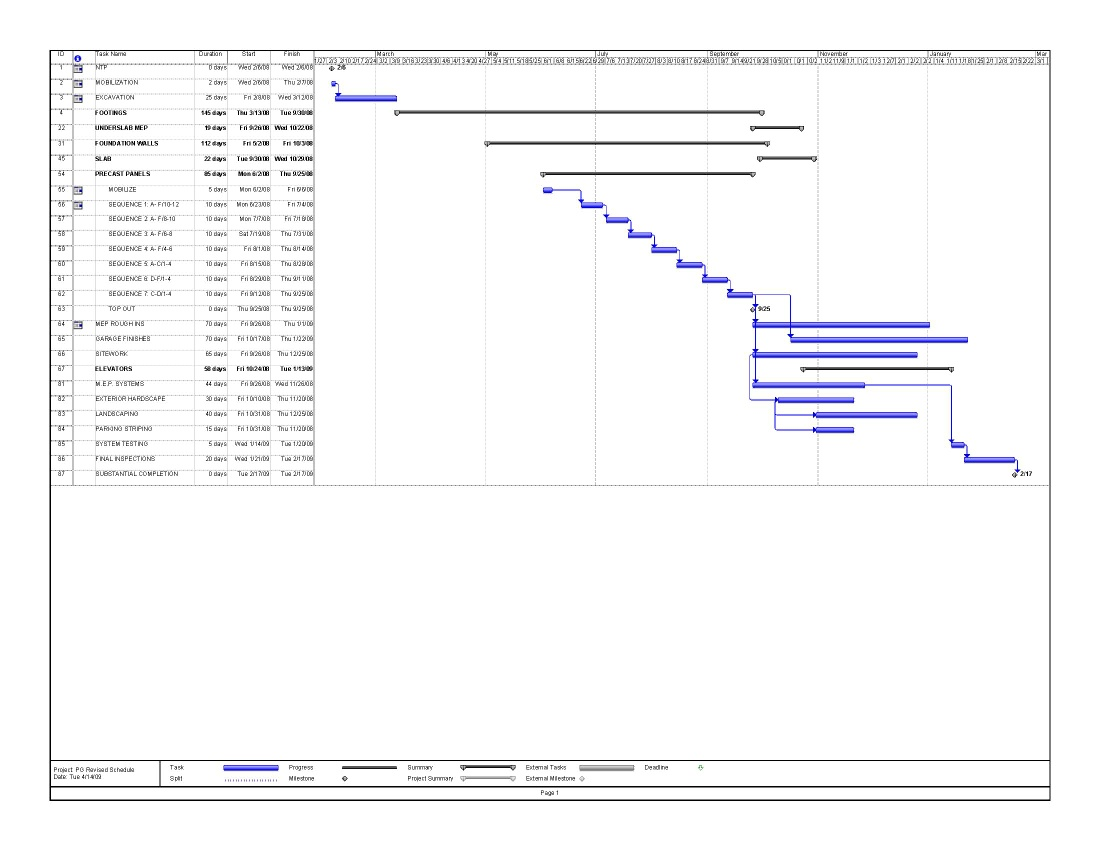 ID Task Name Duration Start Finish March May July September November January Mar
1 NTP 0 days Wed 2/6/08 Wed 2/6/08 2/6
2 MOBILIZATION 2 days Wed 2/6/08 Thu 2/7/08
3 EXCAVATION 25 days Fri 2/8/08 Wed 3/12/08
4 FOOTINGS 145 days Thu 3/13/08 Tue 9/30/08
22 UNDERSLAB MEP 19 days Fri 9/26/08 Wed 10/22/08
31 FOUNDATION WALLS 112 days Fri 5/2/08 Fri 10/3/08
45 SLAB 22 days Tue 9/30/08 Wed 10/29/08
54 PRECAST PANELS 85 days Mon 6/2/08 Thu 9/25/08
55 MOBILIZE 5 days Mon 6/2/08 Fri 6/6/08
56 SEQUENCE 1: A- F/10-12 10 days Mon 6/23/08 Fri 7/4/08
57 SEQUENCE 2: A- F/8-10 10 days Mon 7/7/08 Fri 7/18/08
58 SEQUENCE 3: A- F/6-8 10 days Sat 7/19/08 Thu 7/31/08
59 SEQUENCE 4: A- F/4-6 10 days Fri 8/1/08 Thu 8/14/08
60 SEQUENCE 5: A-C/1-4 10 days Fri 8/15/08 Thu 8/28/08
61 SEQUENCE 6: D-F/1-4 10 days Fri 8/29/08 Thu 9/11/08
62 SEQUENCE 7: C-D/1-4 10 days Fri 9/12/08 Thu 9/25/08
63 TOP OUT 0 days Thu 9/25/08 Thu 9/25/08 9/25
64 MEP ROUGH INS 70 days Fri 9/26/08 Thu 1/1/09
65 GARAGE FINISHES 70 days Fri 10/17/08 Thu 1/22/09
66 SITEWORK 65 days Fri 9/26/08 Thu 12/25/08
67 ELEVATORS 58 days Fri 10/24/08 Tue 1/13/09
81 M.E.P. SYSTEMS 44 days Fri 9/26/08 Wed 11/26/08
82 EXTERIOR HARDSCAPE 30 days Fri 10/10/08 Thu 11/20/08
83 LANDSCAPING 40 days Fri 10/31/08 Thu 12/25/08
84 PARKING STRIPING 15 days Fri 10/31/08 Thu 11/20/08
85 SYSTEM TESTING 5 days Wed 1/14/09 Tue 1/20/09
86 FINAL INSPECTIONS 20 days Wed 1/21/09 Tue 2/17/09
87 SUBSTANTIAL COMPLETION 0 days Tue 2/17/09 Tue 2/17/09 2/17
Project: PG Revised Schedule
Date: Tue 4/14/09
Task Progress Summary External Tasks Deadline
Split Milestone Project Summary External Milestone
Page 1